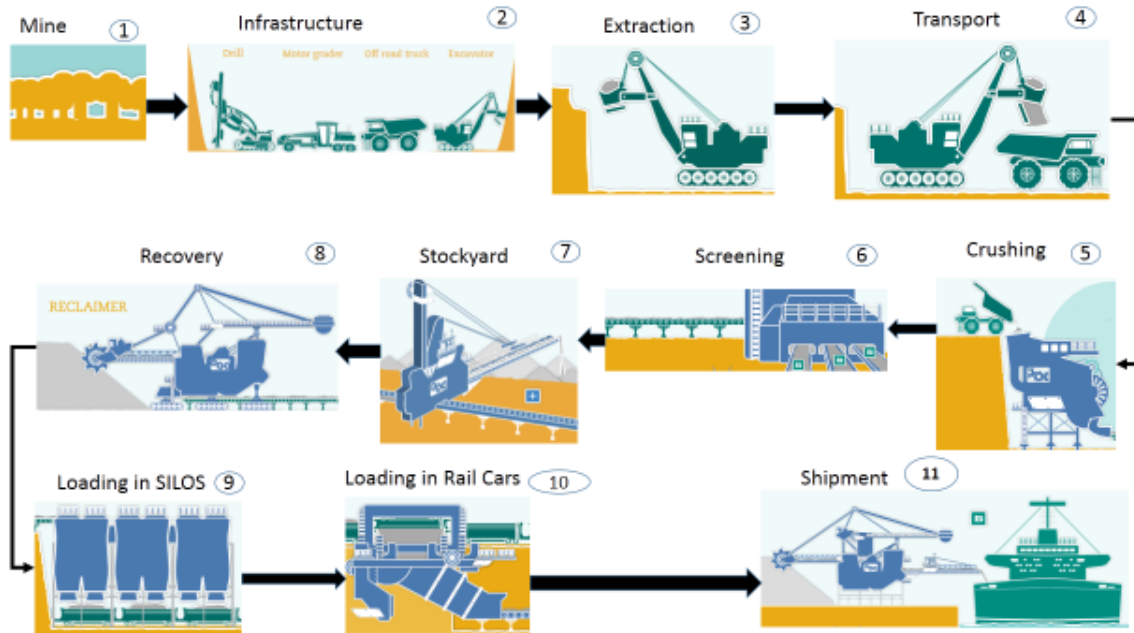 Mine 1
Infrastructure 2
Extraction 3
Transport 4
Drill Motor grader Off road truck Excavator
Crushing 5
Screening 6
Stockyard 7
Recovery 8
RECLAIMER
Loading in SILOS 9
Loading in Rail Cars 10
Shipment 11